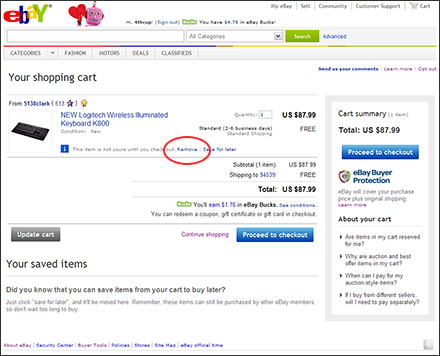 My eBay | Sell | Community | Customer Support | Cart
ebay
Hi, 4thcup! (Sign out) Bucks You have $4.78 in eBay Bucks!
All Categories Search Advanced
CATEGORIES FASHION MOTORS DEALS CLASSIFIEDS
Send us your comments | Learn more | Opt out
Your shopping cart
From 5138clark (513)
NEW Logitech Wireless Illuminated
Keyboard K800
Condition: New
Quantity: 1 US $87.99
Standard (2-6 business days) FREE
Standard Shipping
This item is not yours until you check out. Remove | Save for later
Subtotal (1 item): US $87.99
Shipping to 94539: FREE
Total: US $87.99
Bucks You'll earn $1.76 in eBay Bucks. See conditions.
You can redeem a coupon, gift certificate or gift card in checkout.
Update cart Continue shopping Proceed to checkout
Cart summary (1 item)
Total: US $87.99
Proceed to checkout
eBay Buyer
Protection
eBay will cover your purchase
price plus original shipping
Learn more
About your cart
Are items in my cart reserved
for me?
Why are auction and best
offer items in my cart?
When can I pay for my
auction-style items?
If I buy from different sellers,
will I need to pay separately?
Your saved items
Did you know that you can save items from your cart to buy later?
Just click "save for later", and it'll be moved here. Remember, these items can still be purchased by other eBay members,
so don't wait too long to buy.
About eBay | Security Center | Buyer Tools | Policies | Stores | Site Map | eBay official time